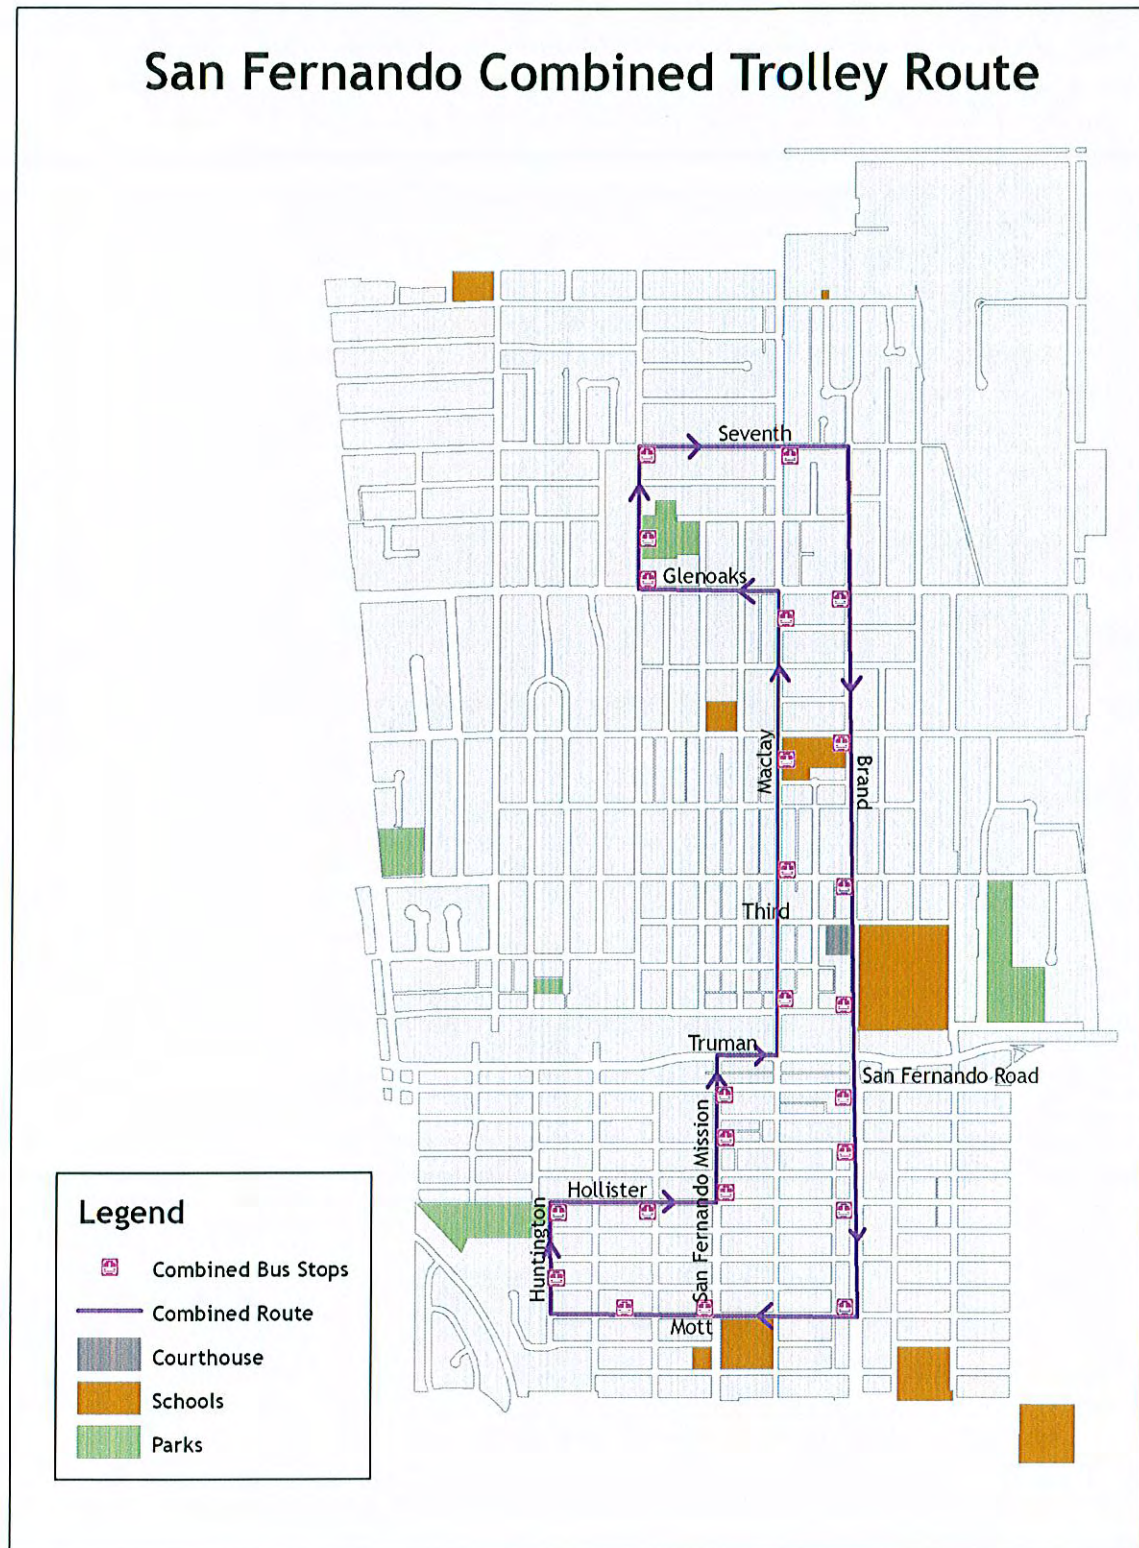 San Fernando Combined Trolley Route
Seventh
Glenoaks
Maclay
Brand
Third
Truman
San Fernando Road
San Fernando Mission
Hollister
Huntington
Mott
Legend
Combined Bus Stops
Combined Route
Courthouse
Schools
Parks